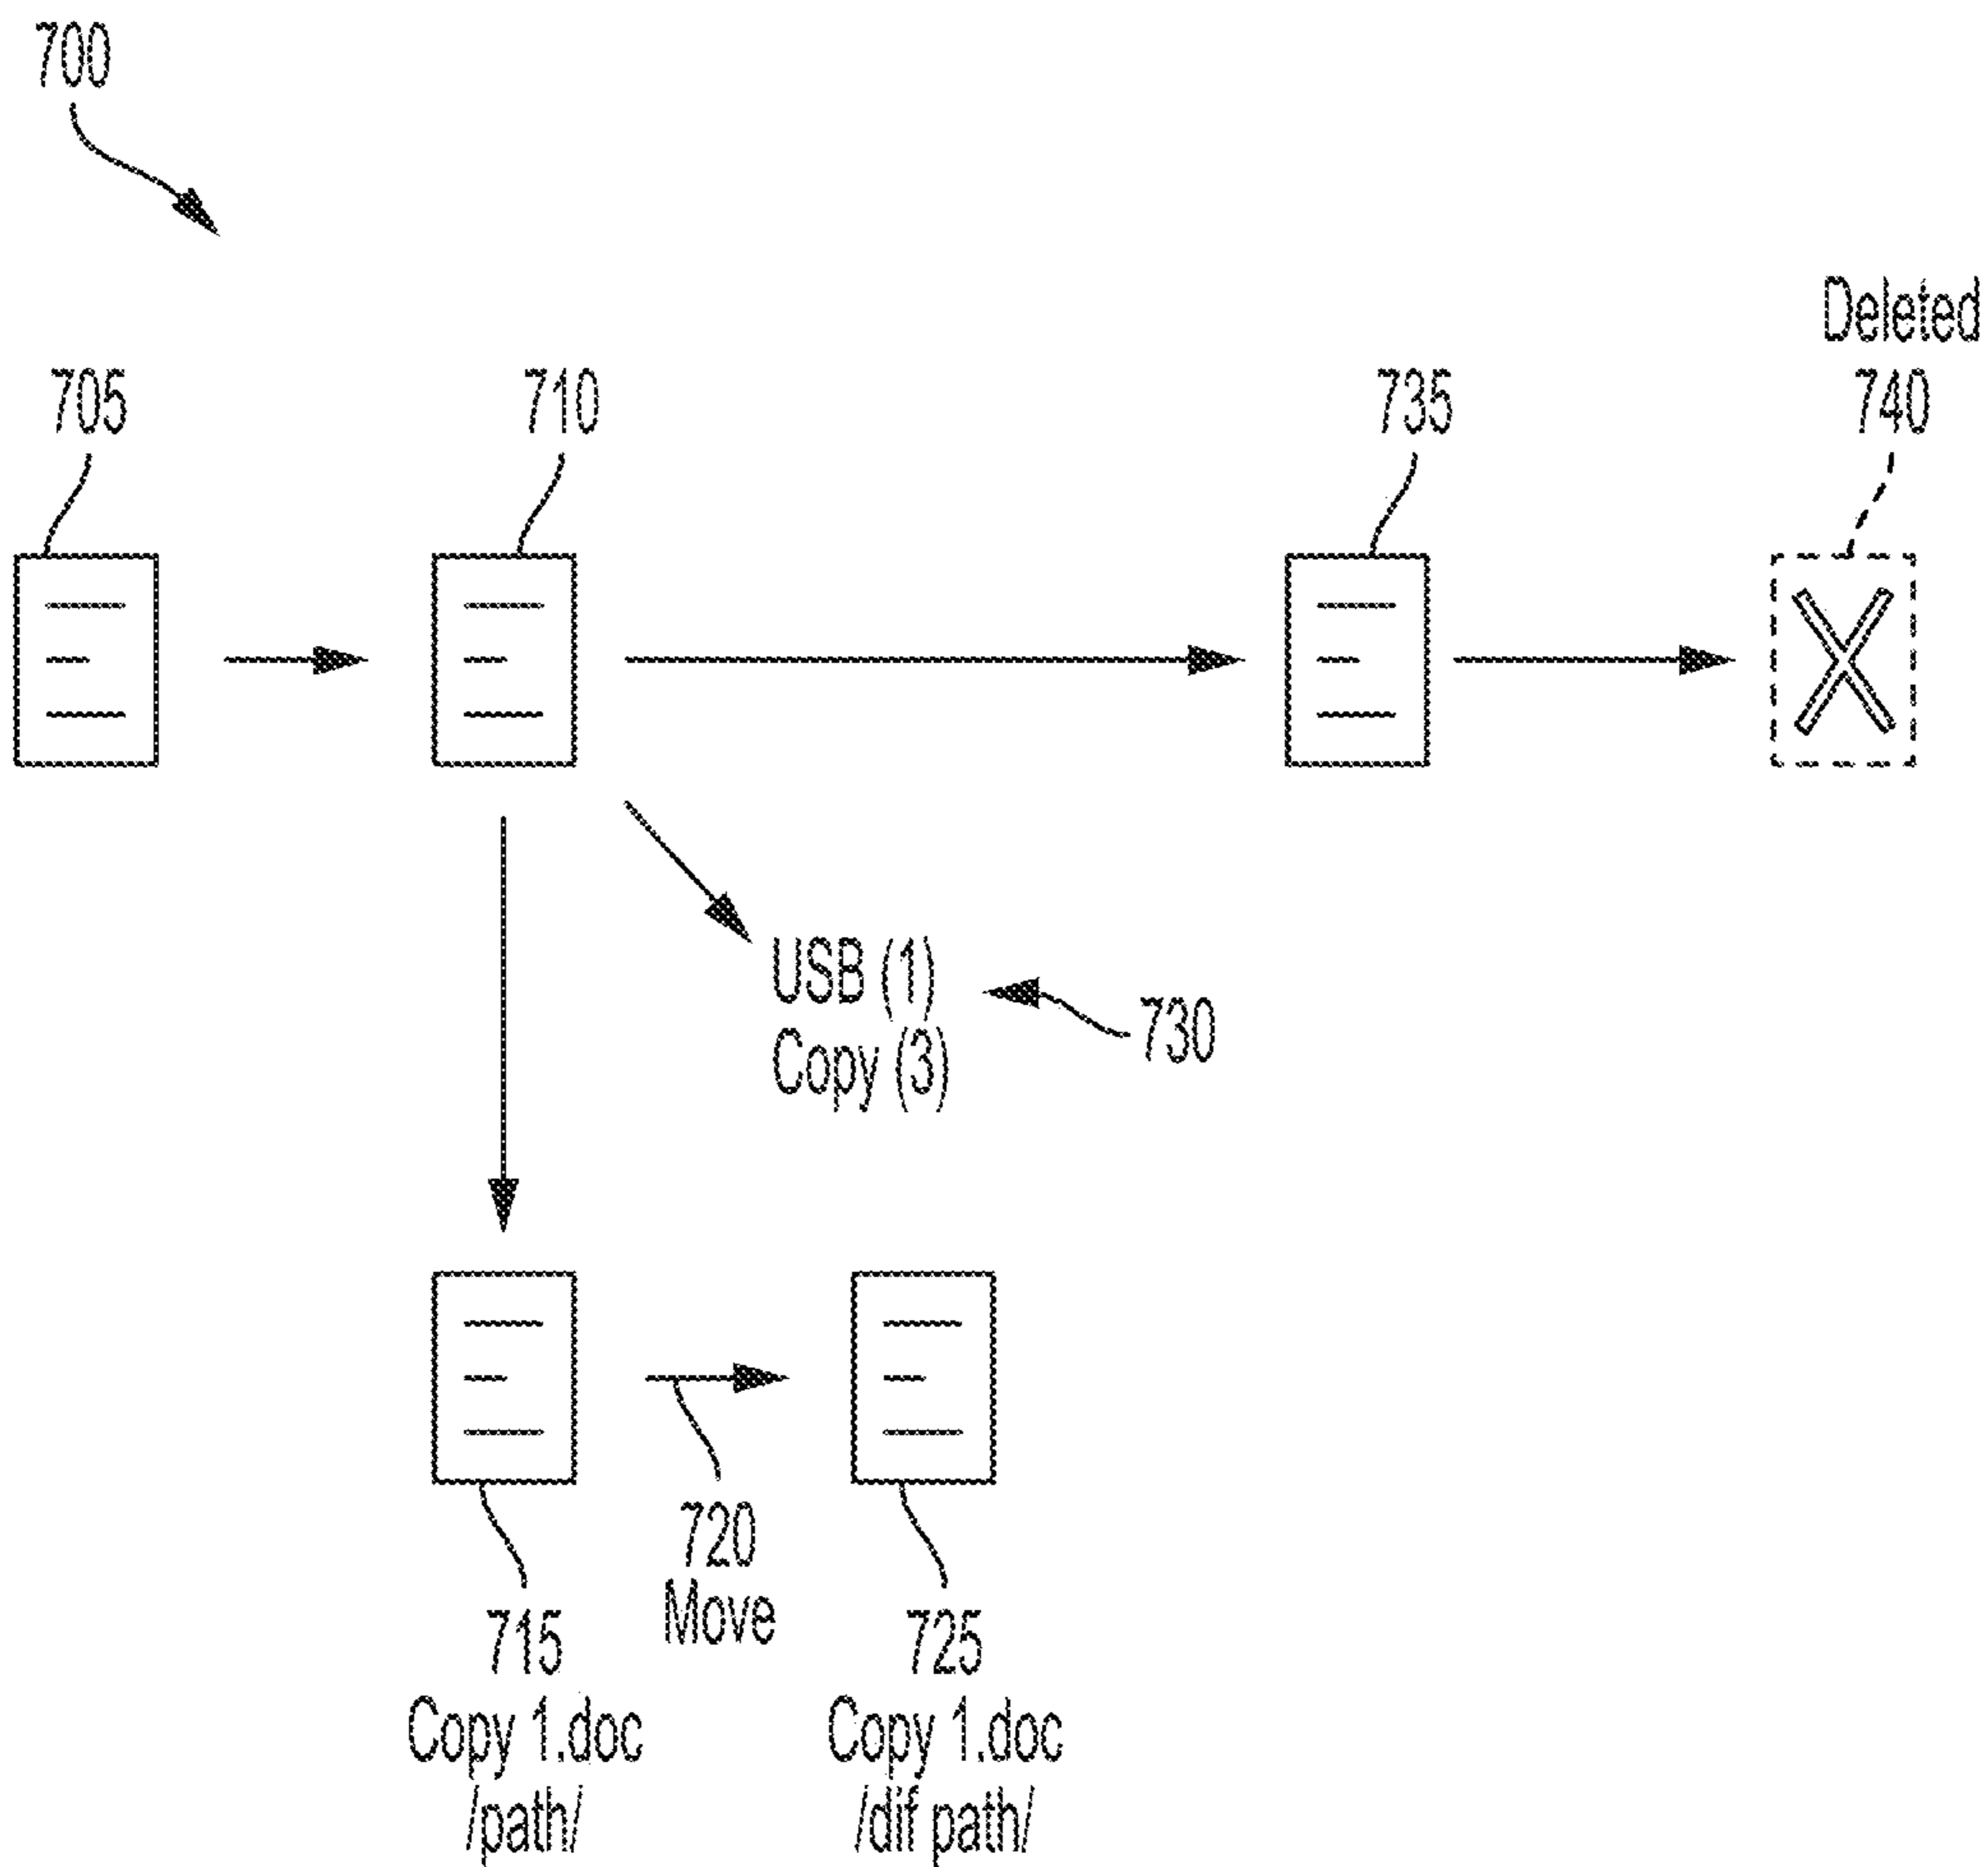 700
Deleted
705
710
735
740
USB (1)
Copy (3)
730
720
Move
715
Copy 1.doc
/path/
725
Copy 1.doc
/dif path/